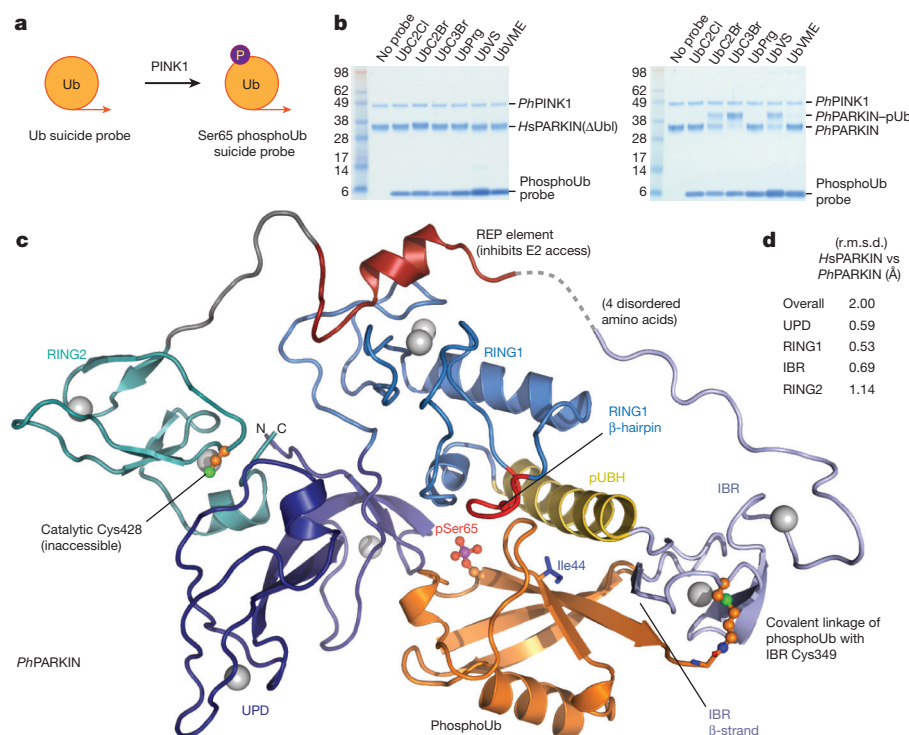 a
Ub
Ub suicide probe
PINK1
P
Ub
Ser65 phosphoUb
suicide probe
b
No probe
UbC2Cl
UbC2Br
UbC3Br
UbPrg
UbVS
UbVME
98
62
49
38
28
17
14
6
PhPINK1
HsPARKIN(ΔUbl)
PhosphoUb
probe
No probe
UbC2Cl
UbC2Br
UbC3Br
UbPrg
UbVS
UbVME
98
62
49
38
28
17
14
6
PhPINK1
PhPARKIN–pUb
PhPARKIN
PhosphoUb
probe
c
REP element
(inhibits E2 access)
(4 disordered
amino acids)
RING2
RING1
RING1
β-hairpin
N
C
pUBH
IBR
Catalytic Cys428
(inaccessible)
pSer65
Ile44
Covalent linkage of
phosphoUb with
IBR Cys349
PhPARKIN
UPD
PhosphoUb
IBR
β-strand
d
(r.m.s.d.)
HsPARKIN vs
PhPARKIN (Å)
Overall 2.00
UPD 0.59
RING1 0.53
IBR 0.69
RING2 1.14